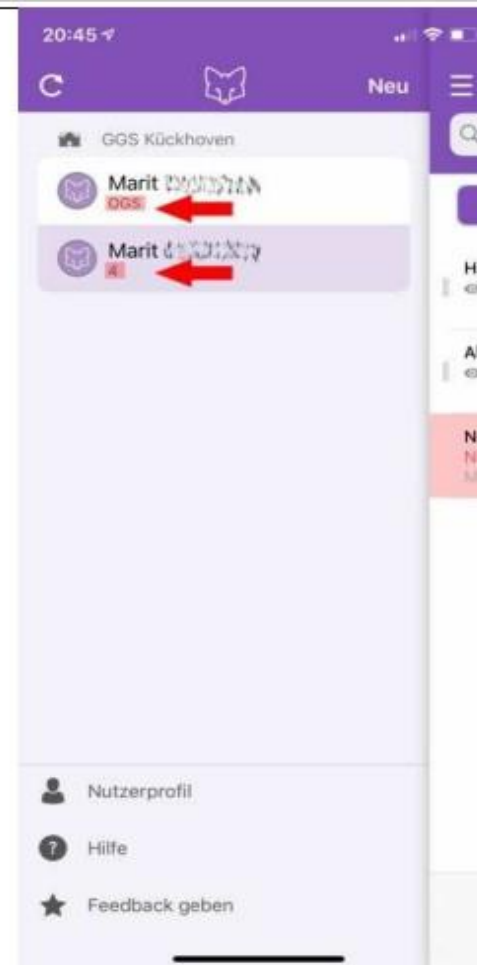 20:45
Neu
GGS Kückhoven
Marit
OGS
Marit
4
Nutzerprofil
Hilfe
Feedback geben